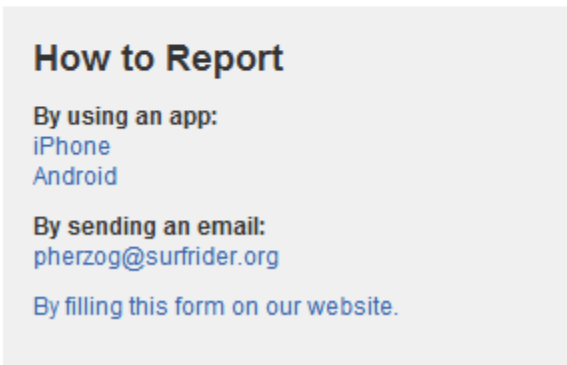 How to Report
By using an app:
iPhone
Android
By sending an email:
pherzog@surfrider.org
By filling this form on our website.